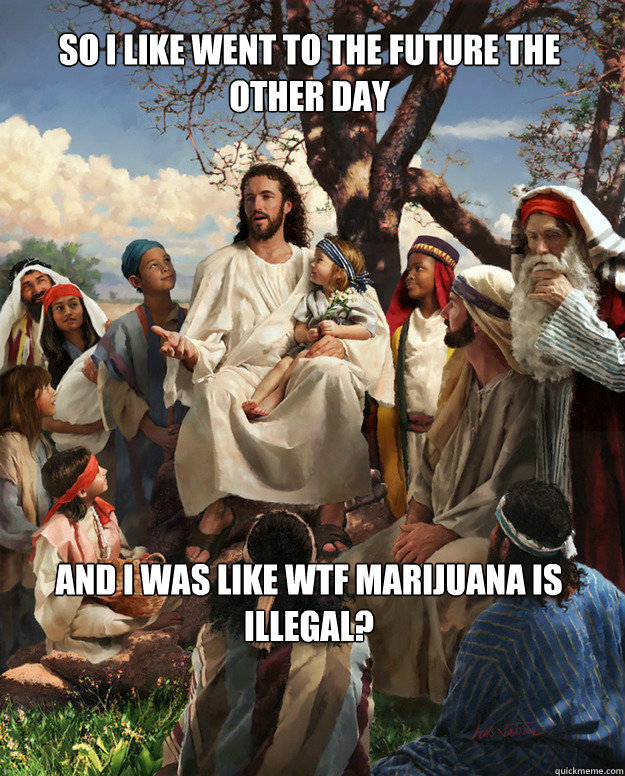 SO I LIKE WENT TO THE FUTURE THE
OTHER DAY
AND I WAS LIKE WTF MARIJUANA IS
ILLEGAL?
quickmeme.com